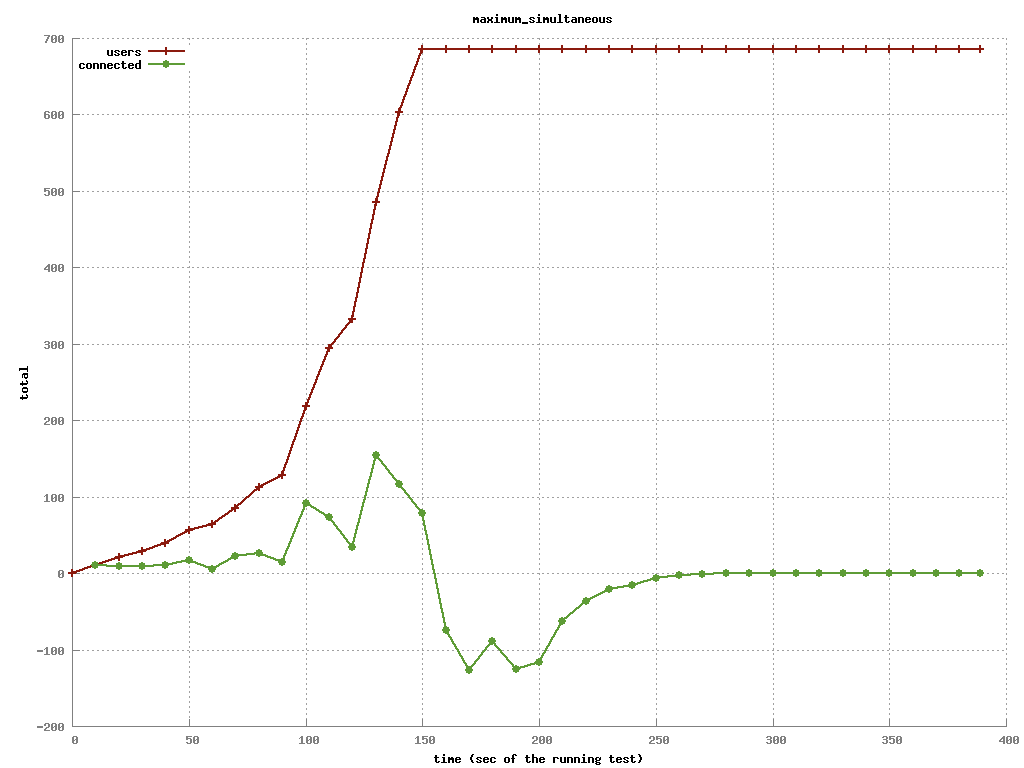 maximum_simultaneous
700
users
connected
600
500
400
300
total
200
100
0
-100
-200
0 50 100 150 200 250 300 350 400
time (sec of the running test)